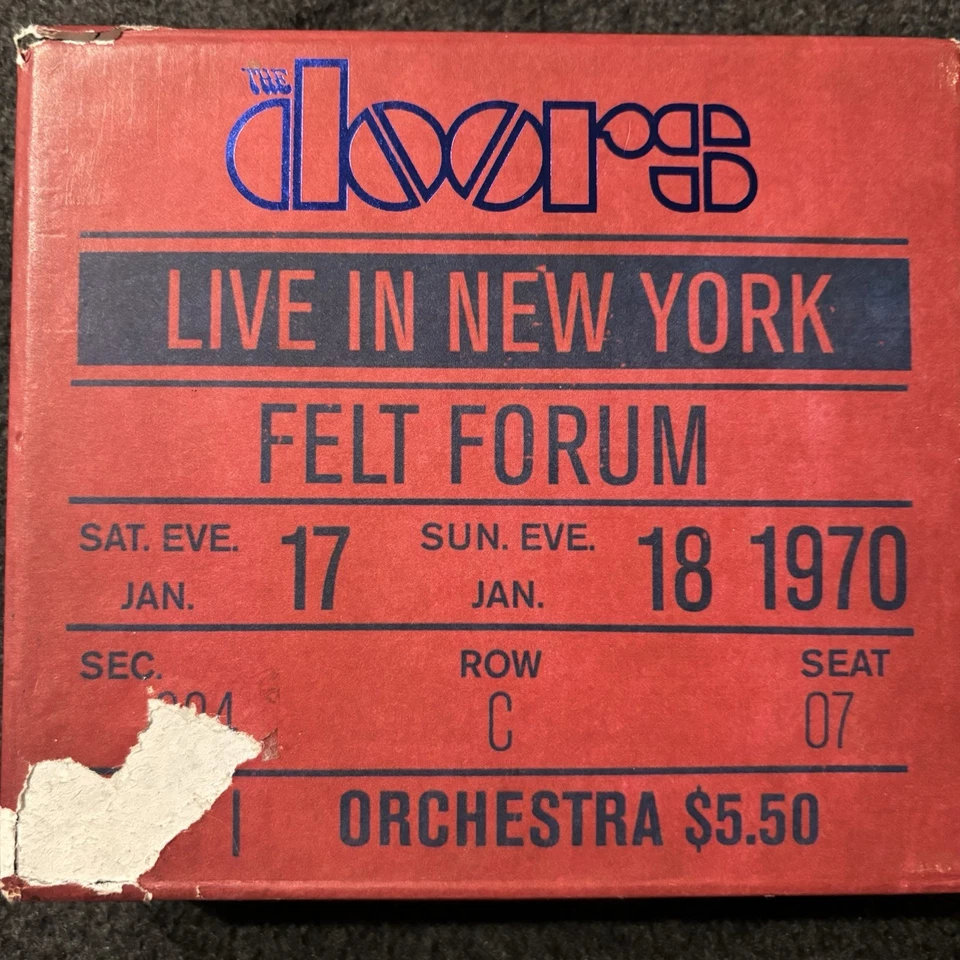 THE doors
LIVE IN NEW YORK
FELT FORUM
SAT. EVE. JAN. 17 SUN. EVE. JAN. 18 1970
SEC. ROW SEAT
C 07
ORCHESTRA $5.50